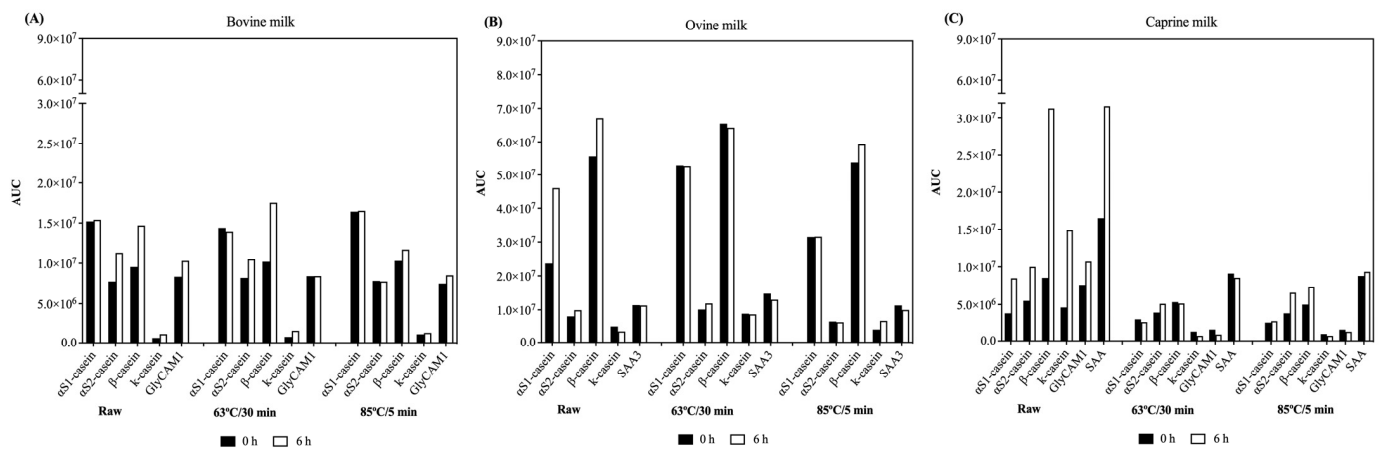 (A)
Bovine milk
AUC
9.0×10⁷
6.0×10⁷
3.0×10⁷
2.5×10⁷
2.0×10⁷
1.5×10⁷
1.0×10⁷
5.0×10⁶
0.0
αS1-casein
αS2-casein
β-casein
k-casein
GlyCAM1
αS1-casein
αS2-casein
β-casein
k-casein
GlyCAM1
αS1-casein
αS2-casein
β-casein
k-casein
GlyCAM1
Raw
63ºC/30 min
85ºC/5 min
0 h
6 h
(B)
Ovine milk
AUC
9.0×10⁷
8.0×10⁷
7.0×10⁷
6.0×10⁷
5.0×10⁷
4.0×10⁷
3.0×10⁷
2.0×10⁷
1.0×10⁷
0.0
αS1-casein
αS2-casein
β-casein
k-casein
SAA3
αS1-casein
αS2-casein
β-casein
k-casein
SAA3
αS1-casein
αS2-casein
β-casein
k-casein
SAA3
Raw
63ºC/30 min
85ºC/5 min
0 h
6 h
(C)
Caprine milk
AUC
9.0×10⁷
6.0×10⁷
3.0×10⁷
2.5×10⁷
2.0×10⁷
1.5×10⁷
1.0×10⁷
5.0×10⁶
0.0
αS1-casein
αS2-casein
β-casein
k-casein
GlyCAM1
SAA
αS1-casein
αS2-casein
β-casein
k-casein
GlyCAM1
SAA
αS1-casein
αS2-casein
β-casein
k-casein
GlyCAM1
SAA
Raw
63ºC/30 min
85ºC/5 min
0 h
6 h